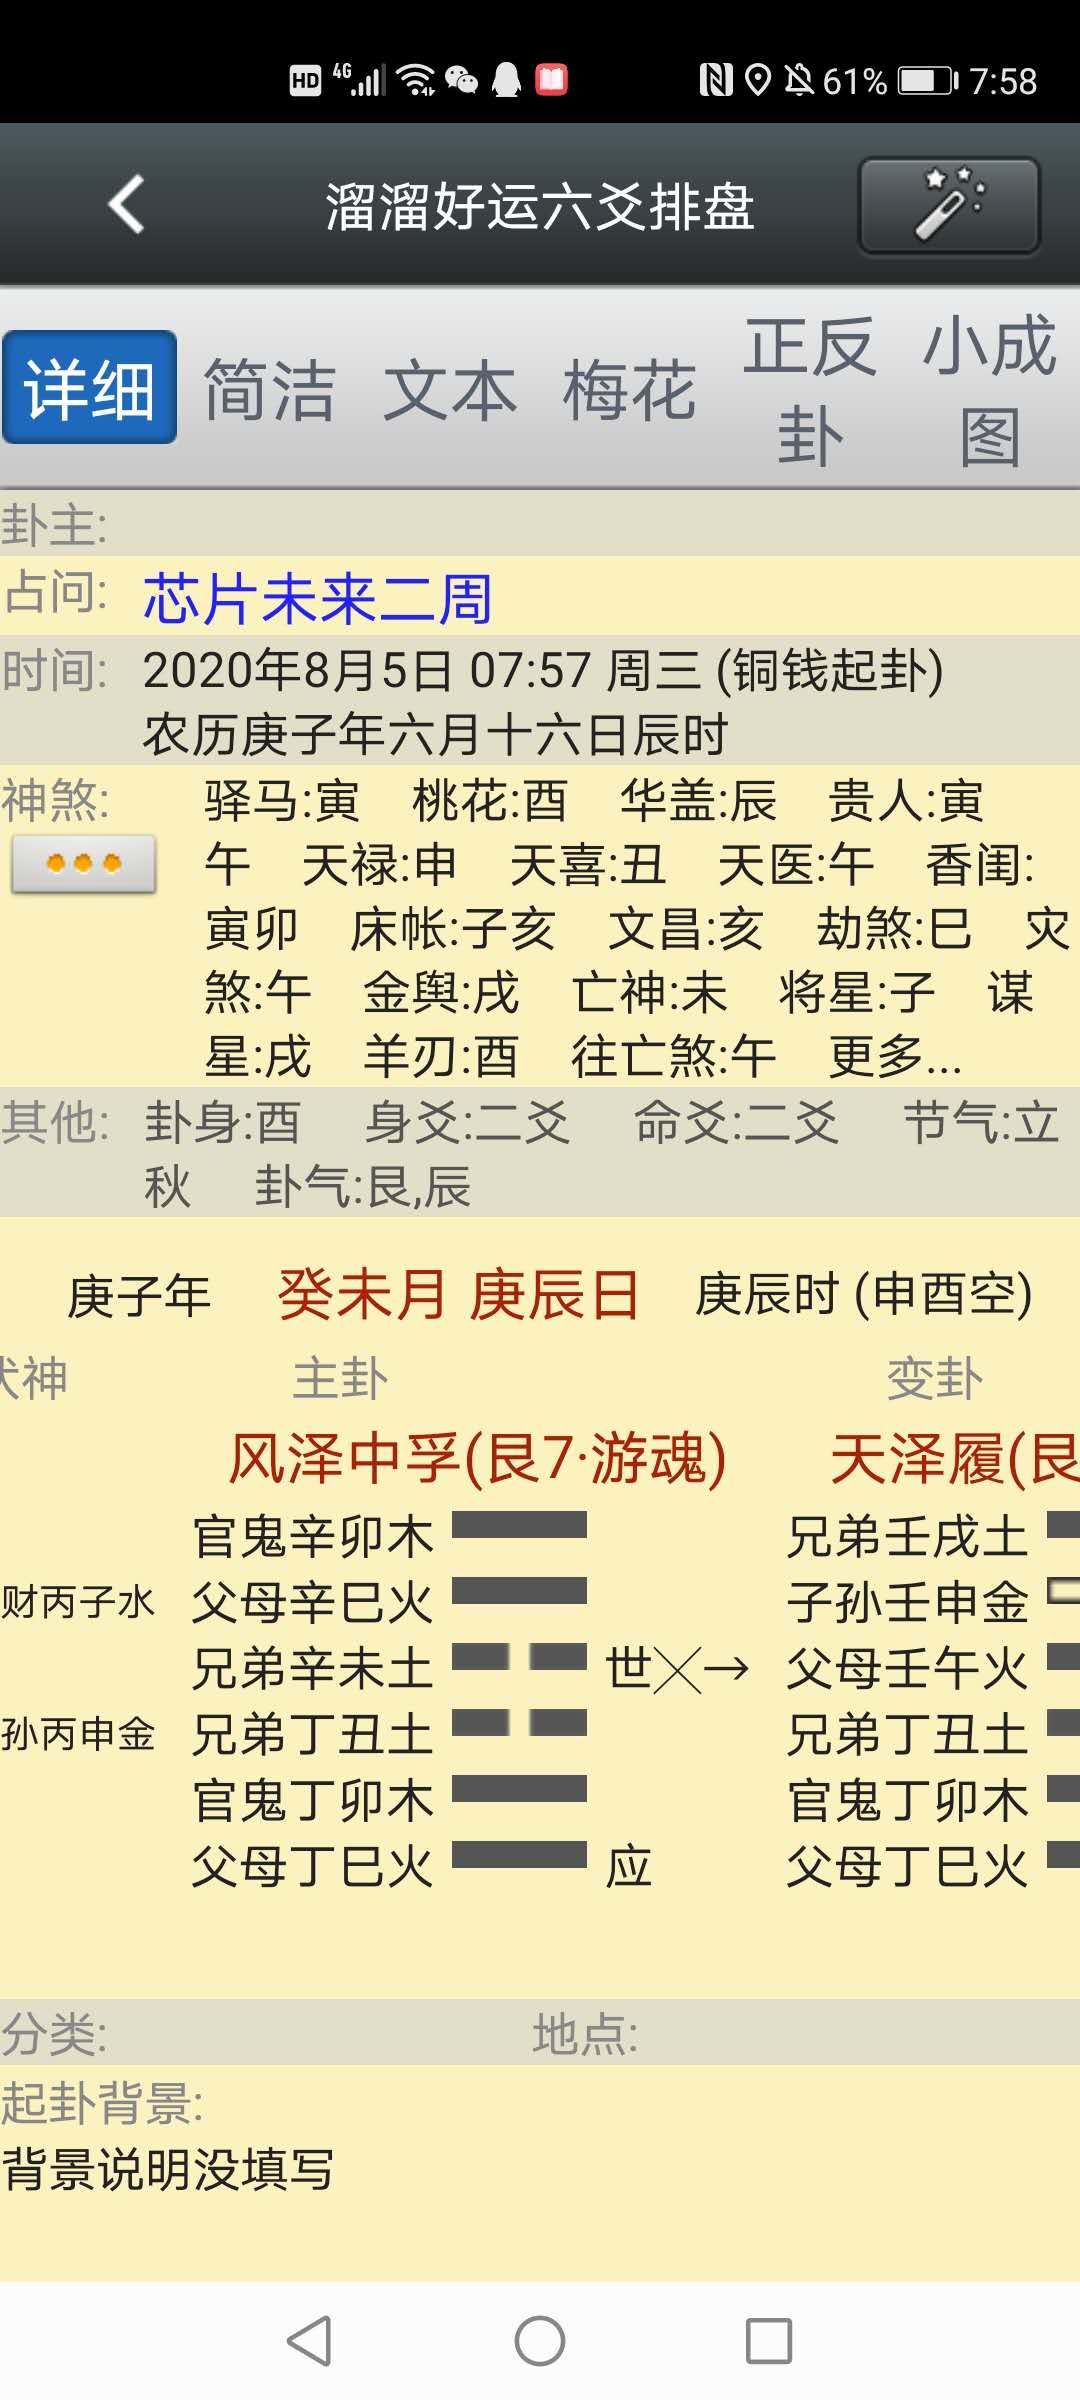 HD 4G 61% 7:58
溜溜好运六爻排盘
详细 简洁 文本 梅花 正反卦 小成图
卦主:
占问: 芯片未来二周
时间: 2020年8月5日 07:57 周三 (铜钱起卦)
农历庚子年六月十六日辰时
神煞: 驿马:寅 桃花:酉 华盖:辰 贵人:寅
午 天禄:申 天喜:丑 天医:午 香闺:
寅卯 床帐:子亥 文昌:亥 劫煞:巳 灾
煞:午 金舆:戌 亡神:未 将星:子 谋
星:戌 羊刃:酉 往亡煞:午 更多...
其他: 卦身:酉 身爻:二爻 命爻:二爻 节气:立
秋 卦气:艮,辰
庚子年 癸未月 庚辰日 庚辰时 (申酉空)
伏神 主卦 变卦
风泽中孚(艮7·游魂) 天泽履(艮
官鬼辛卯木 兄弟壬戌土
财丙子水 父母辛巳火 子孙壬申金
兄弟辛未土 世 父母壬午火
孙丙申金 兄弟丁丑土 兄弟丁丑土
官鬼丁卯木 官鬼丁卯木
父母丁巳火 应 父母丁巳火
分类: 地点:
起卦背景:
背景说明没填写